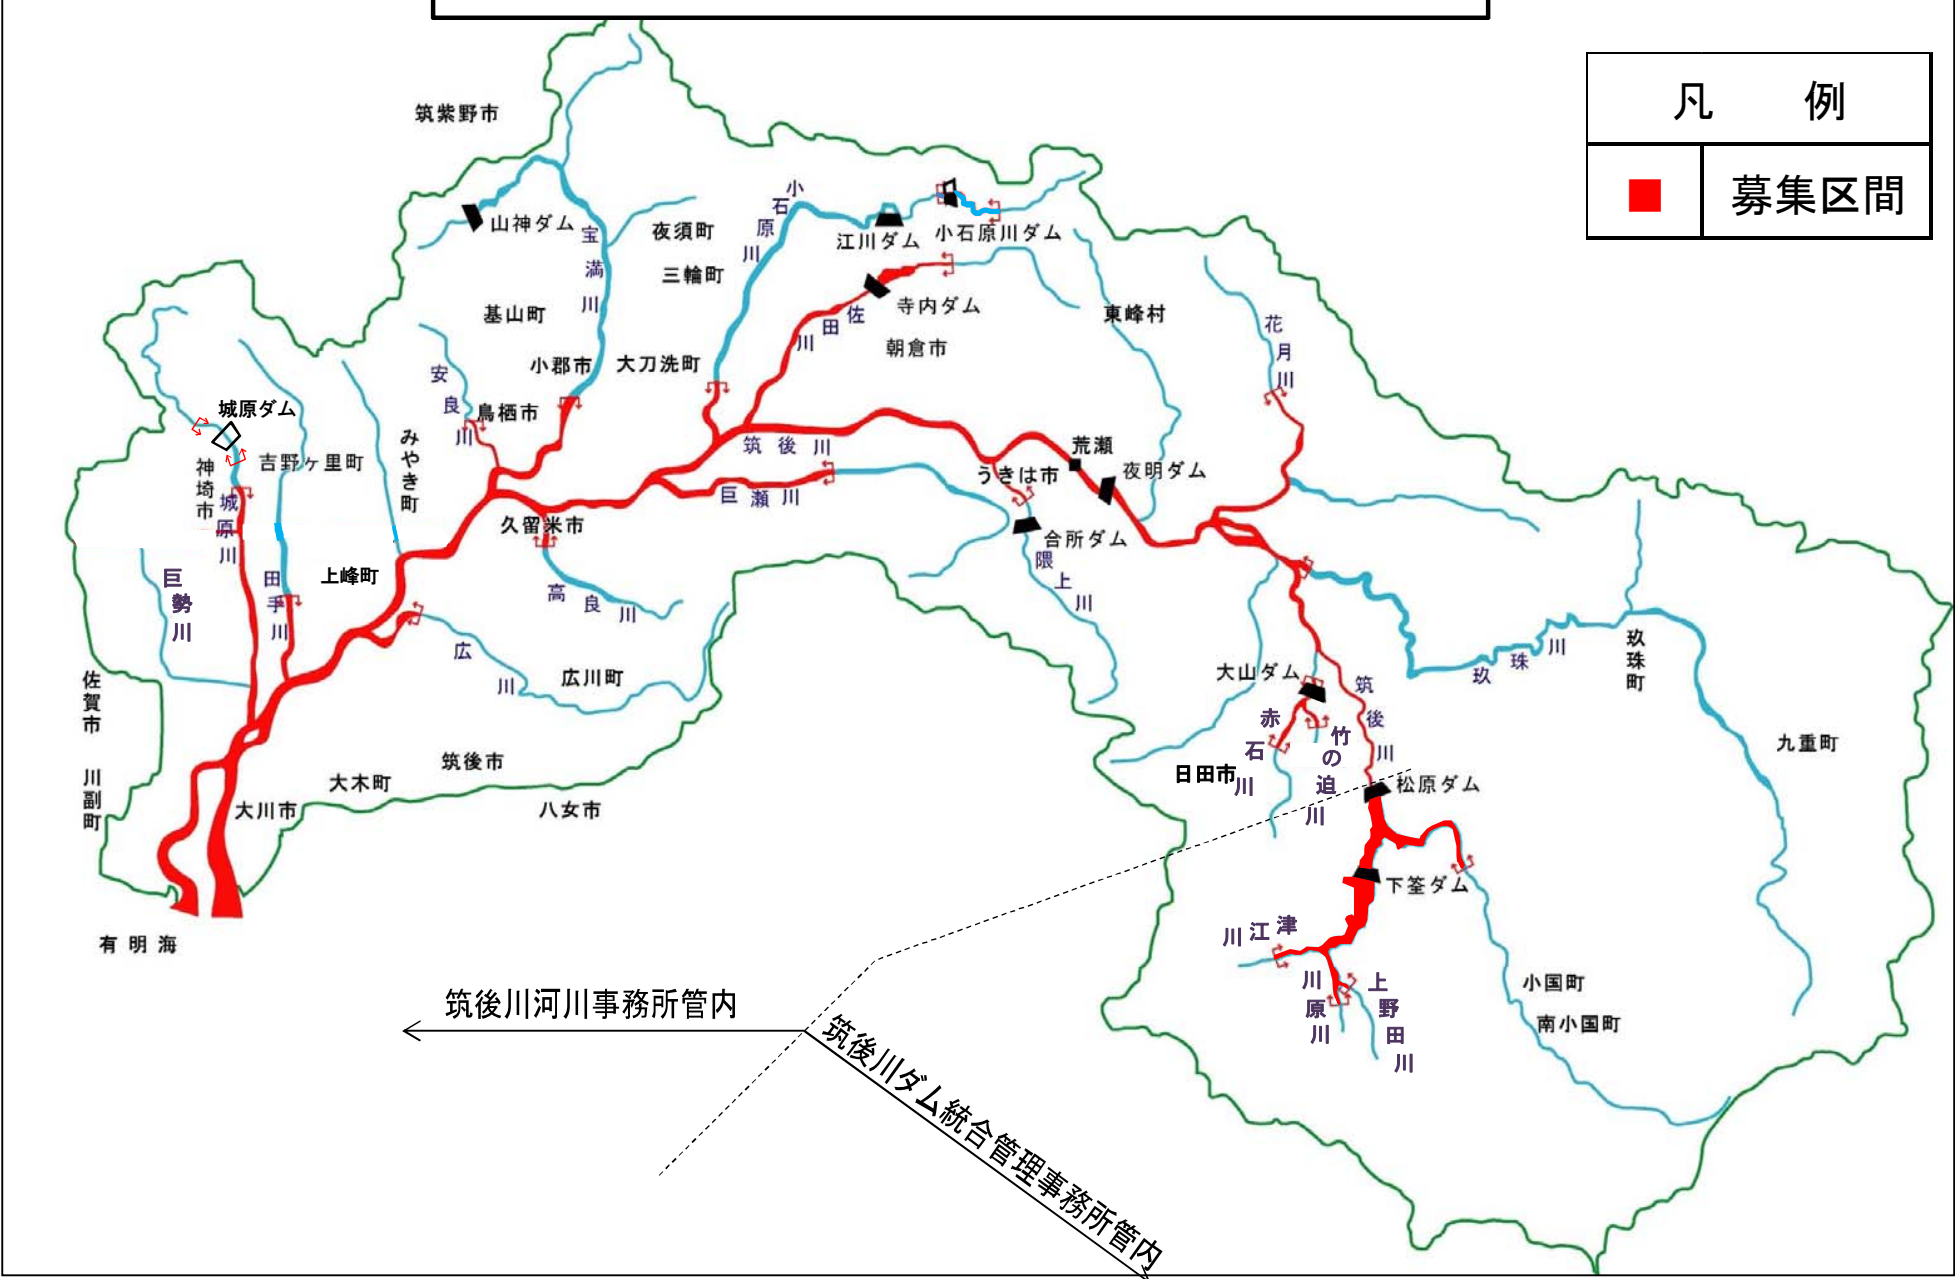 凡 例
募集区間
筑紫野市
山神ダム
宝満川
夜須町
三輪町
小石原川
江川ダム
小石原川ダム
寺内ダム
佐田川
朝倉市
東峰村
花月川
基山町
小郡市
大刀洗町
安良川
鳥栖市
城原ダム
神埼市
吉野ヶ里町
みやき町
城原川
筑後川
巨瀬川
うきは市
荒瀬
夜明ダム
久留米市
合所ダム
隈上川
高良川
上峰町
田手川
巨勢川
広川
広川町
佐賀市
川副町
筑後市
大木町
大川市
八女市
有明海
大山ダム
赤石川
竹の迫川
日田市
筑後川
松原ダム
玖珠川
玖珠町
九重町
下筌ダム
津江川
川原川
上野田川
小国町
南小国町
筑後川河川事務所管内
筑後川ダム統合管理事務所管内